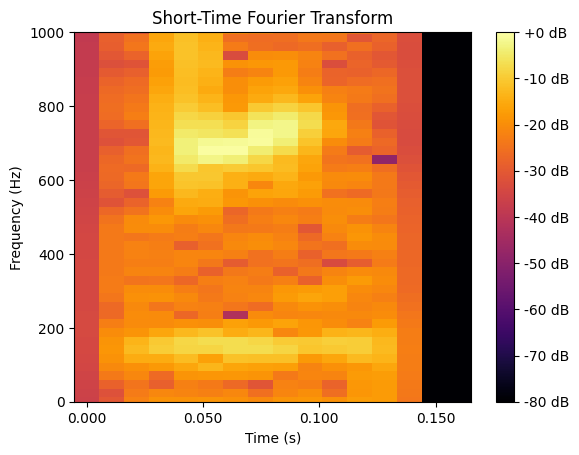 Short-Time Fourier Transform
1000
800
600
400
200
0
Frequency (Hz)
0.000
0.050
0.100
0.150
Time (s)
+0 dB
-10 dB
-20 dB
-30 dB
-40 dB
-50 dB
-60 dB
-70 dB
-80 dB